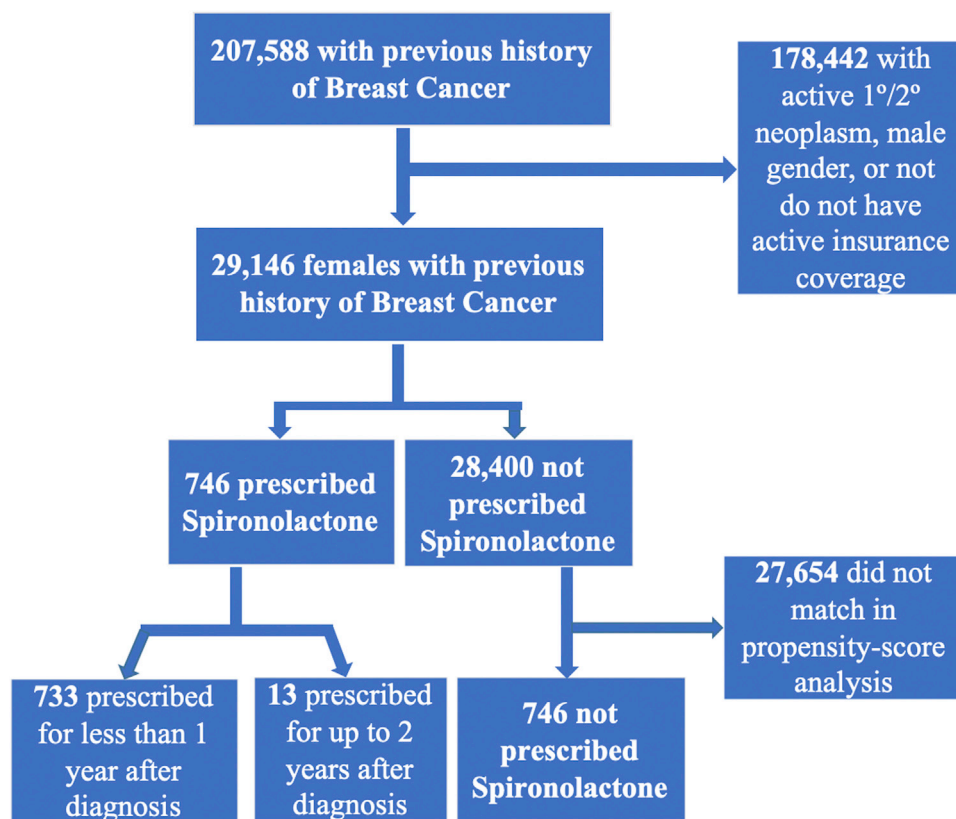 207,588 with previous history
of Breast Cancer
178,442 with
active 1º/2º
neoplasm, male
gender, or not
do not have
active insurance
coverage
29,146 females with previous
history of Breast Cancer
746 prescribed
Spironolactone
28,400 not
prescribed
Spironolactone
27,654 did not
match in
propensity-score
analysis
733 prescribed
for less than 1
year after
diagnosis
13 prescribed
for up to 2
years after
diagnosis
746 not
prescribed
Spironolactone